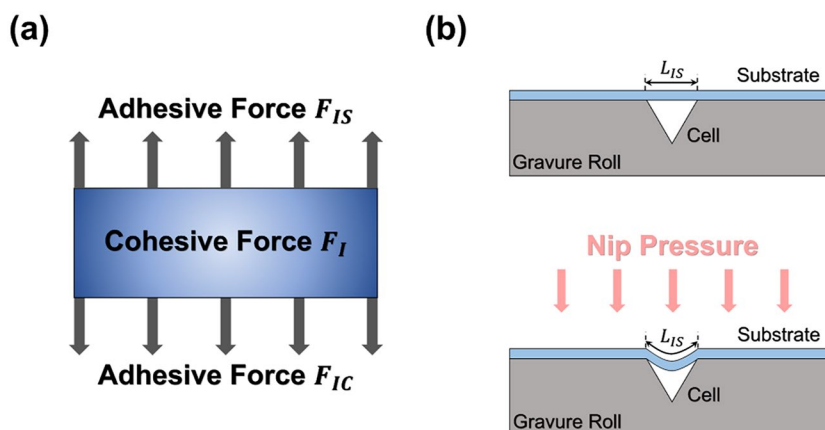 (a)
Adhesive Force F_IS
Cohesive Force F_I
Adhesive Force F_IC
(b)
L_IS
Substrate
Cell
Gravure Roll
Nip Pressure
L_IS
Substrate
Cell
Gravure Roll